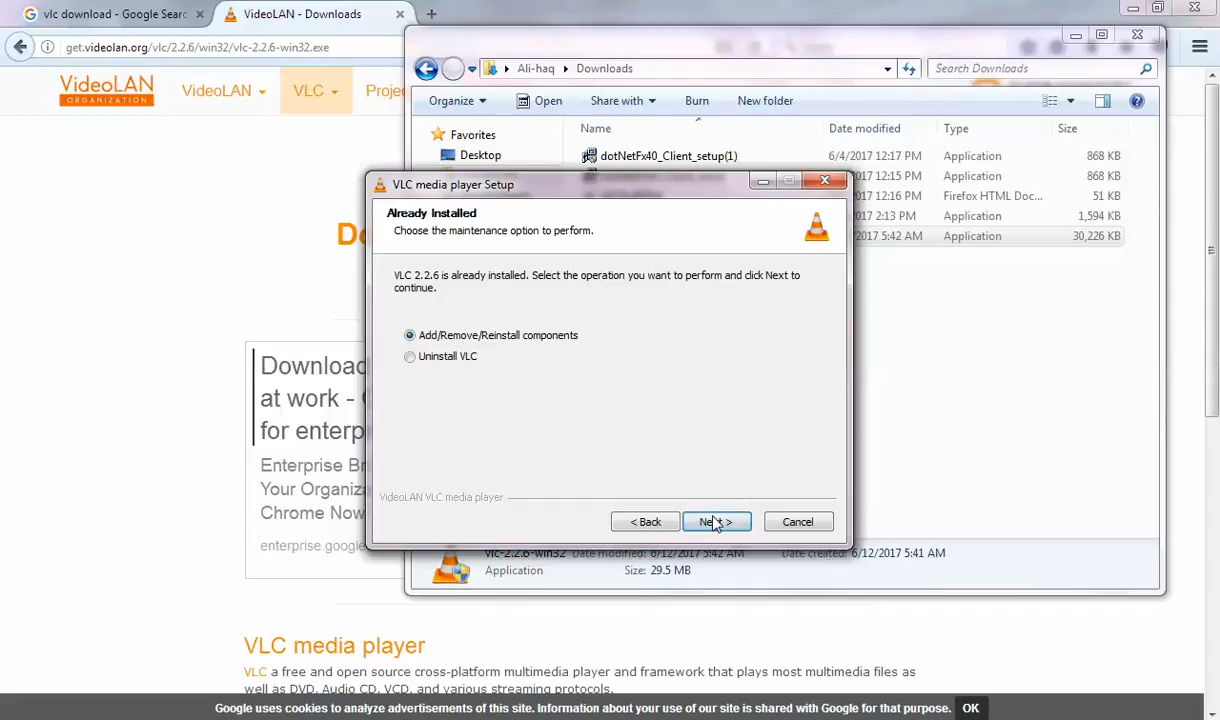 vlc download - Google Searc
VideoLAN - Downloads
get.videolan.org/vlc/2.2.6/win32/vlc-2.2.6-win32.exe
VideoLAN
ORGANIZATION
VideoLAN
VLC
Projec
Ali-haq
Downloads
Search Downloads
Organize
Open
Share with
Burn
New folder
Favorites
Desktop
Name
Date modified
Type
Size
dotNetFx40_Client_setup(1)
6/4/2017 12:17 PM
Application
868 KB
2017 12:15 PM
Application
868 KB
2017 12:16 PM
Firefox HTML Doc...
51 KB
2017 2:13 PM
Application
1,594 KB
2017 5:42 AM
Application
30,226 KB
VLC media player Setup
Already Installed
Choose the maintenance option to perform.
VLC 2.2.6 is already installed. Select the operation you want to perform and click Next to
continue.
Add/Remove/Reinstall components
Uninstall VLC
VideoLAN VLC media player
< Back
Next >
Cancel
Do
Download
at work - 
for enterp
Enterprise Br
Your Organiz
Chrome Now
enterprise.google
vlc-2.2.6-win32
Date modified: 6/12/2017 5:42 AM
Date created: 6/12/2017 5:41 AM
Application
Size: 29.5 MB
VLC media player
VLC a free and open source cross-platform multimedia player and framework that plays most multimedia files as
well as DVD, Audio CD, VCD, and various streaming protocols.
Google uses cookies to analyze advertisements of this site. Information about your use of our site is shared with Google for that purpose.
OK